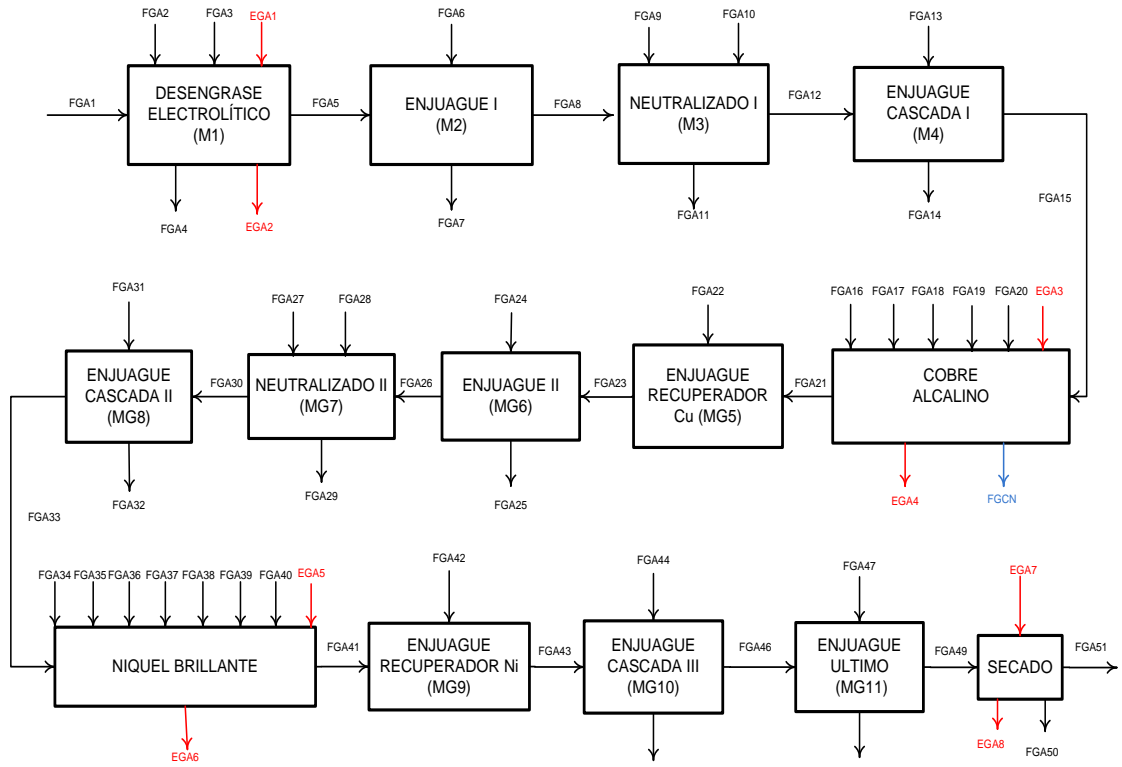 FGA2
FGA3
EGA1
FGA6
FGA9
FGA10
FGA13
FGA1
DESENGRASE
ELECTROLÍTICO
(M1)
FGA5
ENJUAGUE I
(M2)
FGA8
NEUTRALIZADO I
(M3)
FGA12
ENJUAGUE
CASCADA I
(M4)
FGA4
EGA2
FGA7
FGA11
FGA14
FGA15
FGA31
FGA27
FGA28
FGA24
FGA22
FGA16
FGA17
FGA18
FGA19
FGA20
EGA3
ENJUAGUE
CASCADA II
(MG8)
FGA30
NEUTRALIZADO II
(MG7)
FGA26
ENJUAGUE II
(MG6)
FGA23
ENJUAGUE
RECUPERADOR
Cu (MG5)
FGA21
COBRE
ALCALINO
FGA32
FGA29
FGA25
EGA4
FGCN
FGA33
FGA34
FGA35
FGA36
FGA37
FGA38
FGA39
FGA40
EGA5
FGA42
FGA44
FGA47
EGA7
NIQUEL BRILLANTE
FGA41
ENJUAGUE
RECUPERADOR Ni
(MG9)
FGA43
ENJUAGUE
CASCADA III
(MG10)
FGA46
ENJUAGUE
ULTIMO
(MG11)
FGA49
SECADO
FGA51
EGA6
EGA8
FGA50